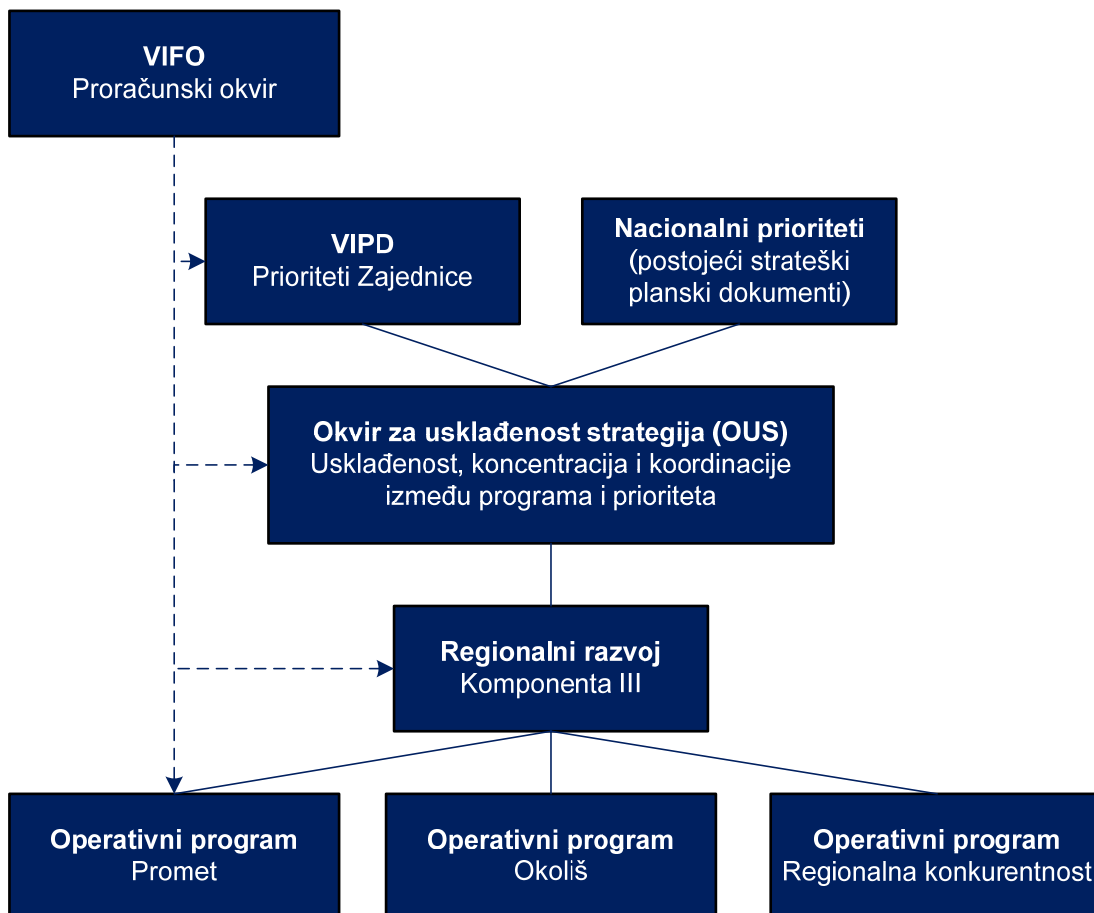 VIFO
Proračunski okvir
VIPD
Prioriteti Zajednice
Nacionalni prioriteti
(postojeći strateški
planski dokumenti)
Okvir za usklađenost strategija (OUS)
Usklađenost, koncentracija i koordinacije
između programa i prioriteta
Regionalni razvoj
Komponenta III
Operativni program
Promet
Operativni program
Okoliš
Operativni program
Regionalna konkurentnost